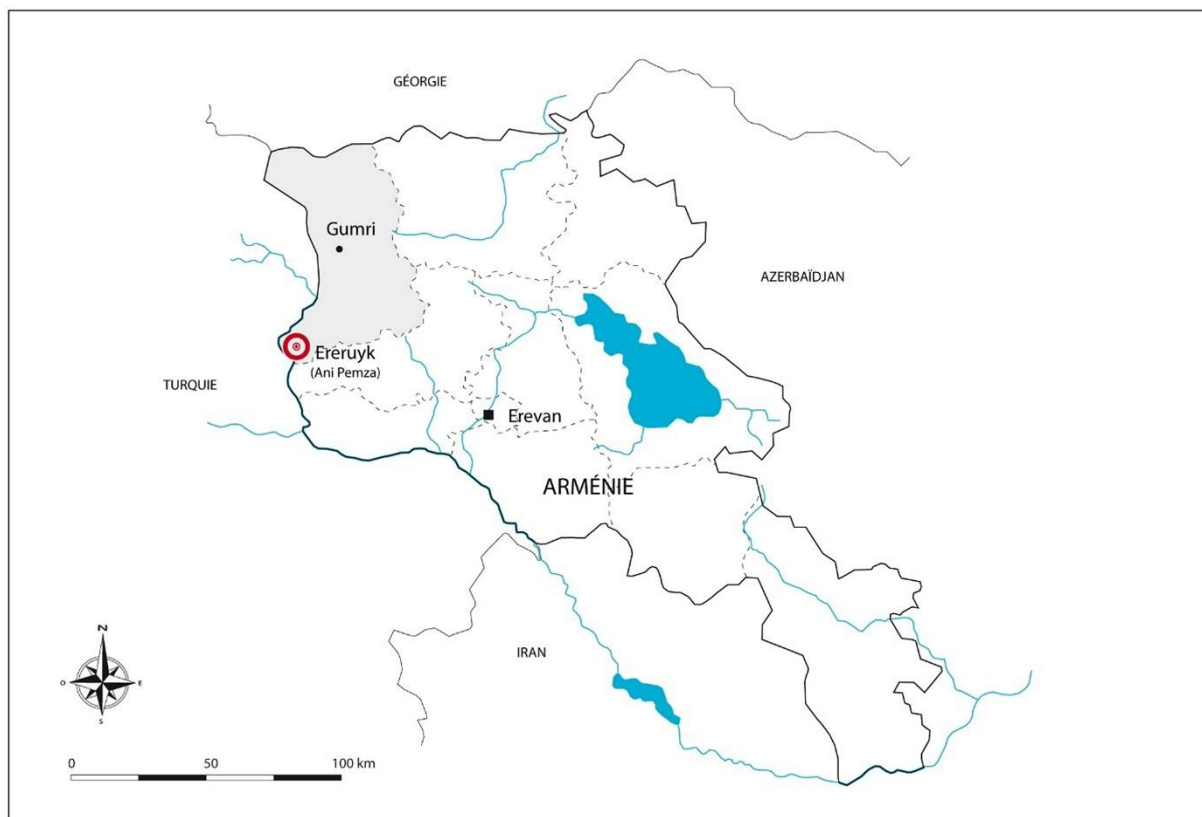 GÉORGIE
Gumri
AZERBAÏDJAN
Ereruyk
(Ani Pemza)
TURQUIE
Erevan
ARMÉNIE
IRAN
N
O
E
S
0
50
100 km